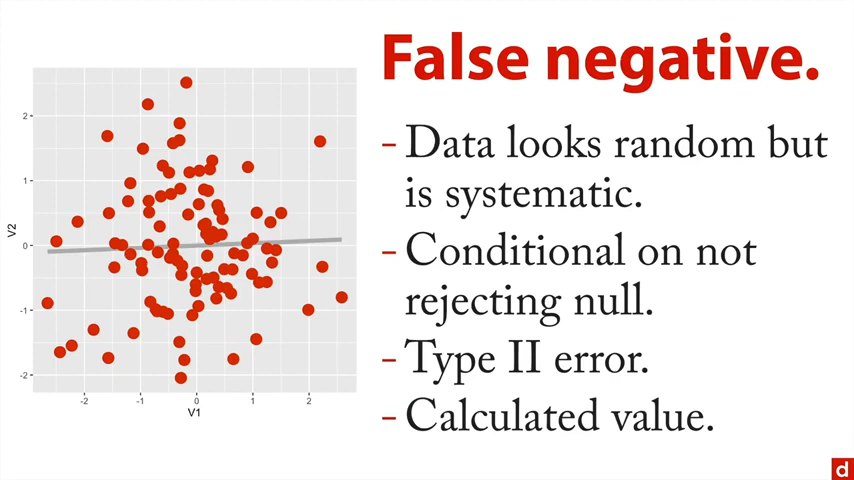 False negative.
- Data looks random but
is systematic.
- Conditional on not
rejecting null.
- Type II error.
- Calculated value.
V2
2
1
0
-1
-2
-2
-1
0
1
2
V1
d